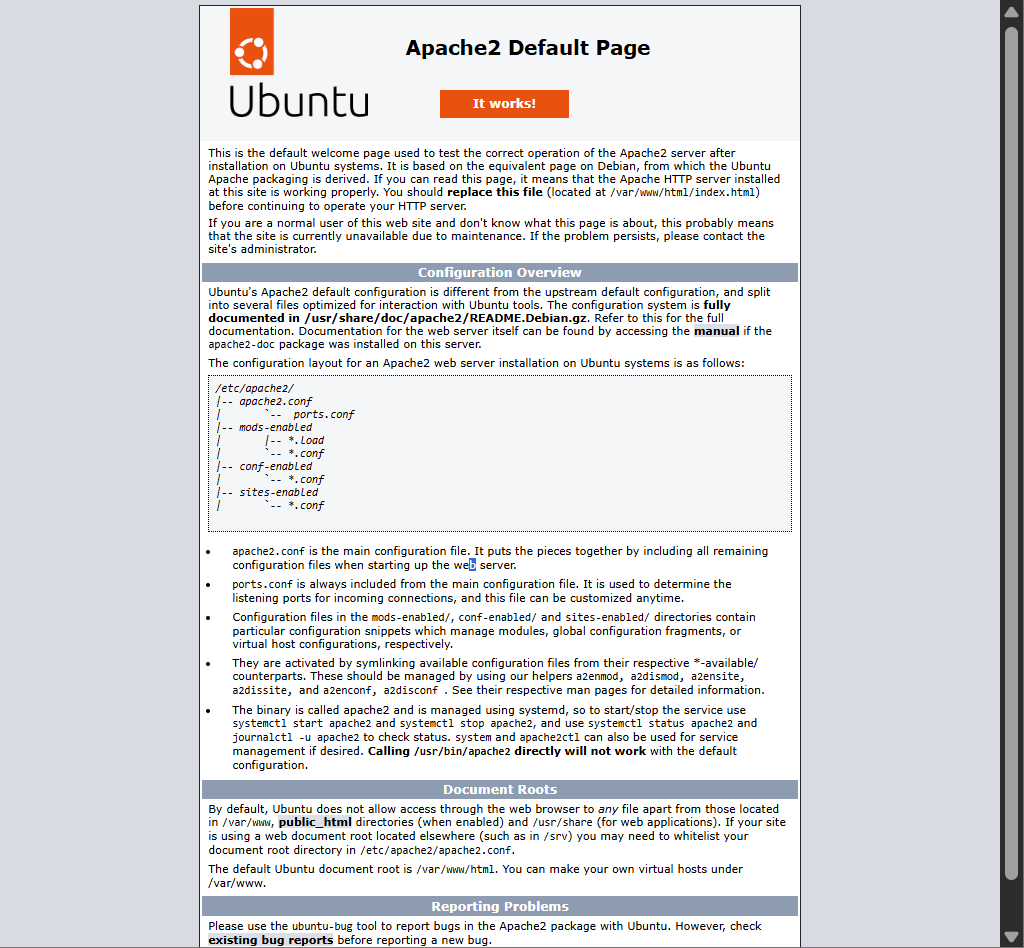 Apache2 Default Page
Ubuntu
It works!
This is the default welcome page used to test the correct operation of the Apache2 server after
installation on Ubuntu systems. It is based on the equivalent page on Debian, from which the Ubuntu
Apache packaging is derived. If you can read this page, it means that the Apache HTTP server installed
at this site is working properly. You should replace this file (located at /var/www/html/index.html)
before continuing to operate your HTTP server.
If you are a normal user of this web site and don't know what this page is about, this probably means
that the site is currently unavailable due to maintenance. If the problem persists, please contact the
site's administrator.
Configuration Overview
Ubuntu's Apache2 default configuration is different from the upstream default configuration, and split
into several files optimized for interaction with Ubuntu tools. The configuration system is fully
documented in /usr/share/doc/apache2/README.Debian.gz. Refer to this for the full
documentation. Documentation for the web server itself can be found by accessing the manual if the
apache2-doc package was installed on this server.
The configuration layout for an Apache2 web server installation on Ubuntu systems is as follows:
/etc/apache2/
|-- apache2.conf
|       `--  ports.conf
|-- mods-enabled
|       |-- *.load
|       `-- *.conf
|-- conf-enabled
|       `-- *.conf
|-- sites-enabled
|       `-- *.conf
• apache2.conf is the main configuration file. It puts the pieces together by including all remaining
configuration files when starting up the web server.
• ports.conf is always included from the main configuration file. It is used to determine the
listening ports for incoming connections, and this file can be customized anytime.
• Configuration files in the mods-enabled/, conf-enabled/ and sites-enabled/ directories contain
particular configuration snippets which manage modules, global configuration fragments, or
virtual host configurations, respectively.
• They are activated by symlinking available configuration files from their respective *-available/
counterparts. These should be managed by using our helpers a2enmod, a2dismod, a2ensite,
a2dissite, and a2enconf, a2disconf . See their respective man pages for detailed information.
• The binary is called apache2 and is managed using systemd, so to start/stop the service use
systemctl start apache2 and systemctl stop apache2, and use systemctl status apache2 and
journalctl -u apache2 to check status. system and apache2ctl can also be used for service
management if desired. Calling /usr/bin/apache2 directly will not work with the default
configuration.
Document Roots
By default, Ubuntu does not allow access through the web browser to any file apart from those located
in /var/www, public_html directories (when enabled) and /usr/share (for web applications). If your site
is using a web document root located elsewhere (such as in /srv) you may need to whitelist your
document root directory in /etc/apache2/apache2.conf.
The default Ubuntu document root is /var/www/html. You can make your own virtual hosts under
/var/www.
Reporting Problems
Please use the ubuntu-bug tool to report bugs in the Apache2 package with Ubuntu. However, check
existing bug reports before reporting a new bug.